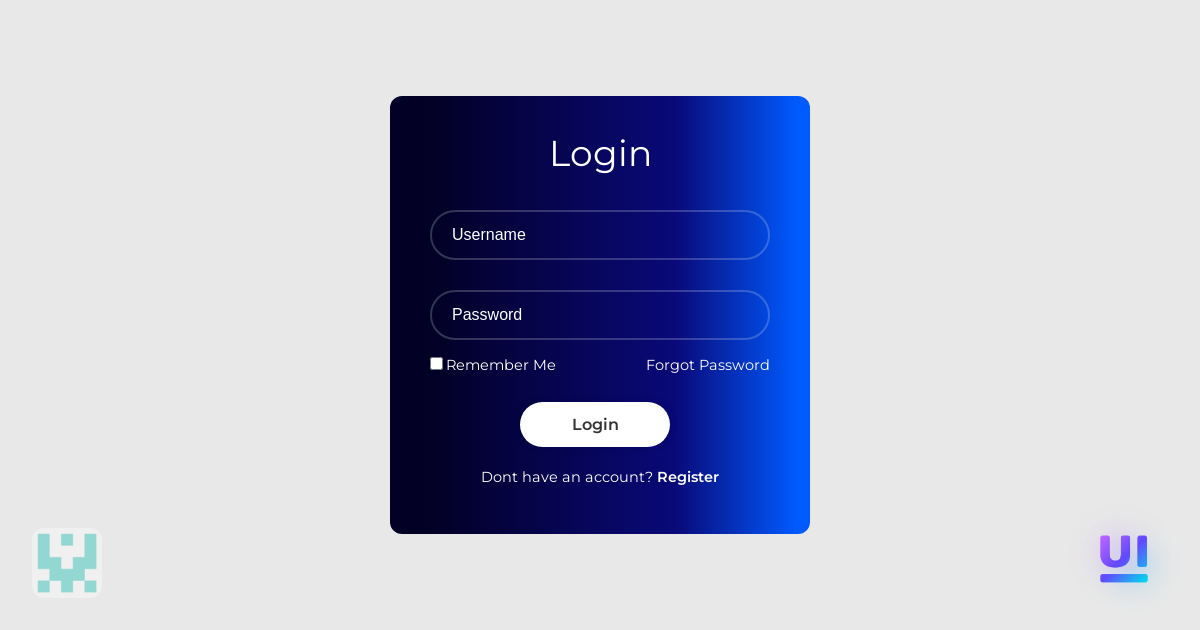 Login
Username
Password
Remember Me Forgot Password
Login
Dont have an account? Register
UI